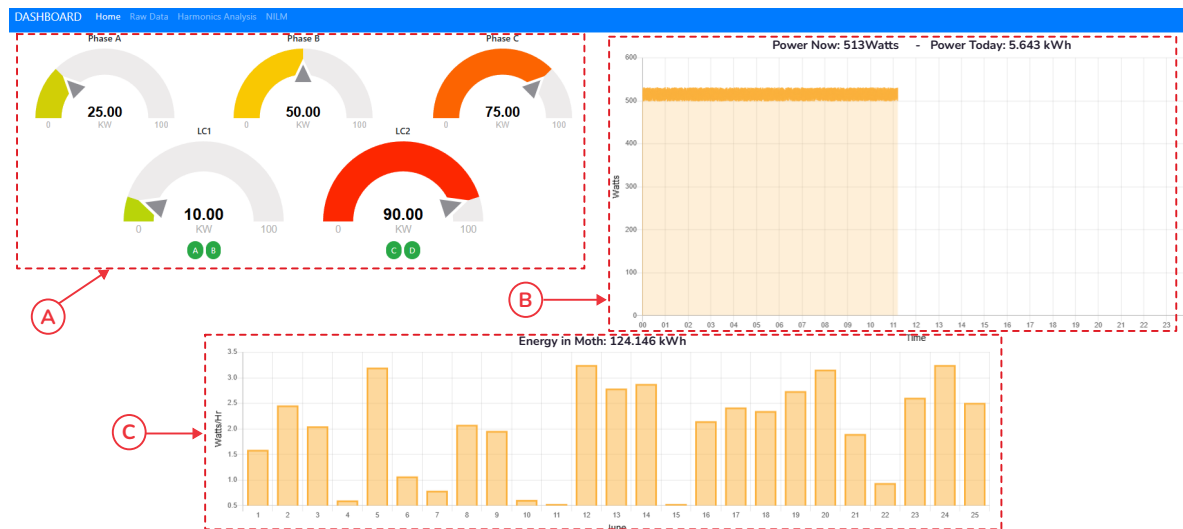 DASHBOARD Home Raw Data Harmonics Analysis NILM
Phase A Phase B Phase C
25.00 50.00 75.00
0 KW 100 0 KW 100 0 KW 100
LC1 LC2
10.00 90.00
0 KW 100 0 KW 100
A B C D
A
Power Now: 513Watts - Power Today: 5.643 kWh
600
500
400
300
200
100
0
Watts
00 01 02 03 04 05 06 07 08 09 10 11 12 13 14 15 16 17 18 19 20 21 22 23
Time
B
Energy in Moth: 124.146 kWh
3.5
3.0
2.5
2.0
1.5
1.0
0.5
Watts/Hr
1 2 3 4 5 6 7 8 9 10 11 12 13 14 15 16 17 18 19 20 21 22 23 24 25
June
C